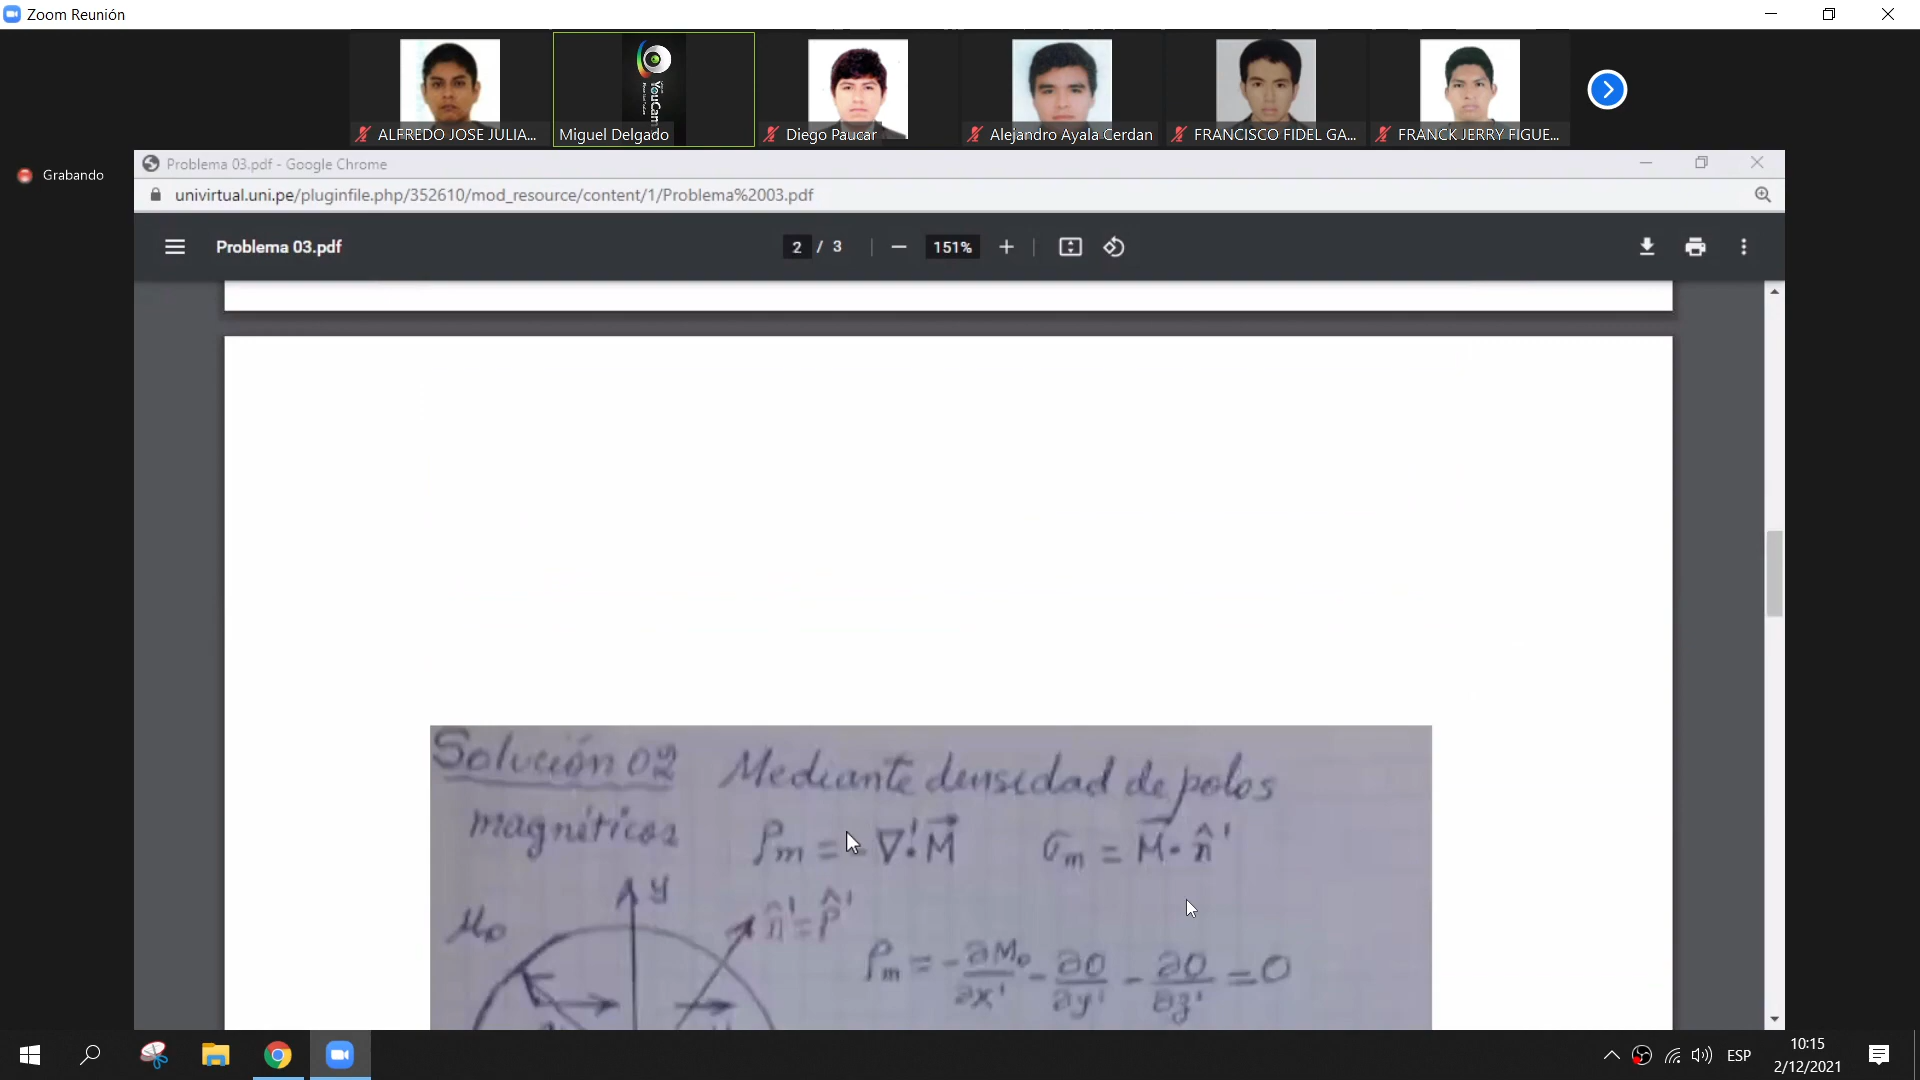 Zoom Reunión
ALFREDO JOSE JULIA...
YouCam
Miguel Delgado
Diego Paucar
Alejandro Ayala Cerdan
FRANCISCO FIDEL GA...
FRANCK JERRY FIGUE...
Grabando
Problema 03.pdf - Google Chrome
univirtual.uni.pe/pluginfile.php/352610/mod_resource/content/1/Problema%2003.pdf
Problema 03.pdf
2 / 3
151%
Solución 02 Mediante densidad de polos
magnéticos ρm = -∇'·M⃗ σm = M⃗·n̂'
y
μ0 n̂'=ρ̂'
ρm = -∂M0/∂x' - ∂0/∂y' - ∂0/∂z' = 0
ESP
10:15
2/12/2021